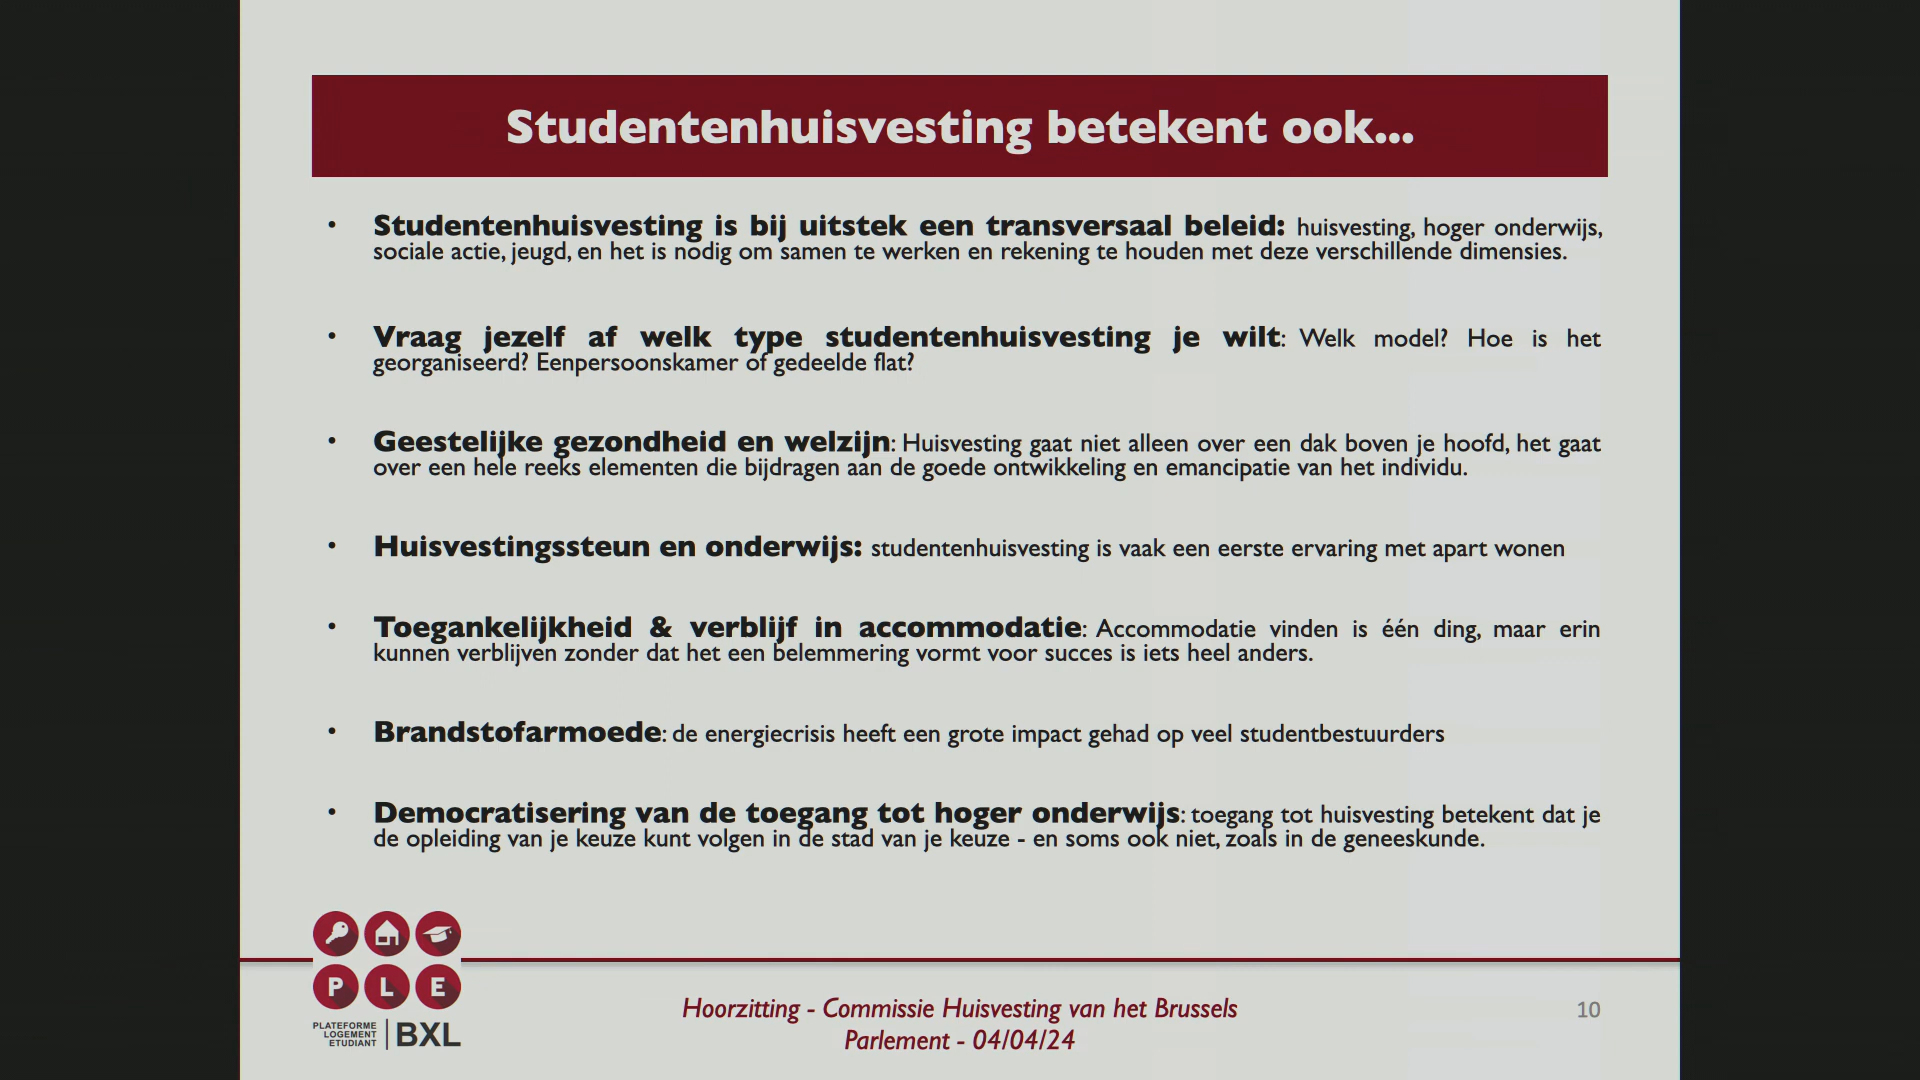 Studentenhuisvesting betekent ook...
• Studentenhuisvesting is bij uitstek een transversaal beleid: huisvesting, hoger onderwijs,
sociale actie, jeugd, en het is nodig om samen te werken en rekening te houden met deze verschillende dimensies.
• Vraag jezelf af welk type studentenhuisvesting je wilt: Welk model? Hoe is het
georganiseerd? Eenpersoonskamer of gedeelde flat?
• Geestelijke gezondheid en welzijn: Huisvesting gaat niet alleen over een dak boven je hoofd, het gaat
over een hele reeks elementen die bijdragen aan de goede ontwikkeling en emancipatie van het individu.
• Huisvestingssteun en onderwijs: studentenhuisvesting is vaak een eerste ervaring met apart wonen
• Toegankelijkheid & verblijf in accommodatie: Accommodatie vinden is één ding, maar erin
kunnen verblijven zonder dat het een belemmering vormt voor succes is iets heel anders.
• Brandstofarmoede: de energiecrisis heeft een grote impact gehad op veel studentbestuurders
• Democratisering van de toegang tot hoger onderwijs: toegang tot huisvesting betekent dat je
de opleiding van je keuze kunt volgen in de stad van je keuze - en soms ook niet, zoals in de geneeskunde.
P L E
PLATEFORME
LOGEMENT
ETUDIANT
BXL
Hoorzitting - Commissie Huisvesting van het Brussels
Parlement - 04/04/24
10